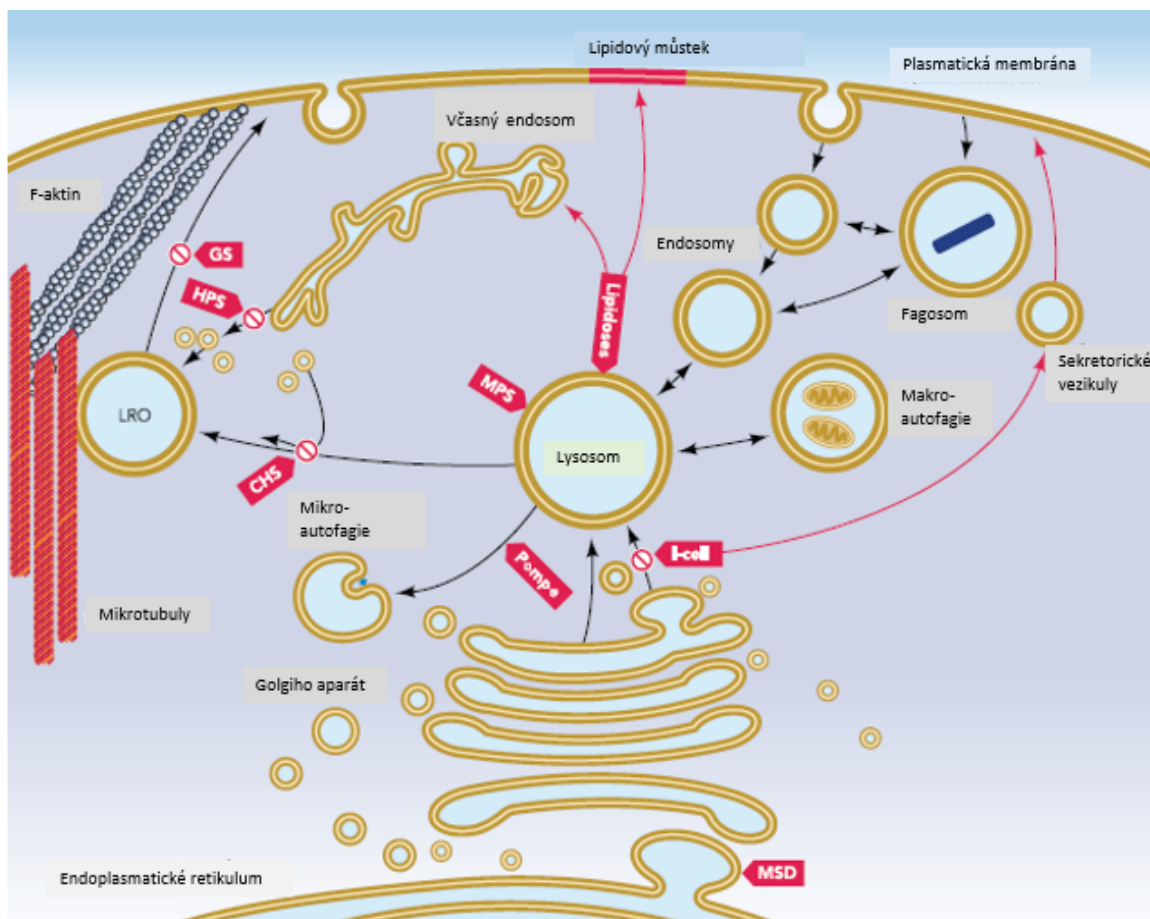 Lipidový můstek
Plasmatická membrána
Včasný endosom
F-aktin
GS
HPS
Endosomy
Lipidoses
Fagosom
Sekretorické
vezikuly
MPS
LRO
Makro-
autofagie
Lysosom
CHS
Mikro-
autofagie
I-cell
Pompe
Mikrotubuly
Golgiho aparát
MSD
Endoplasmatické retikulum